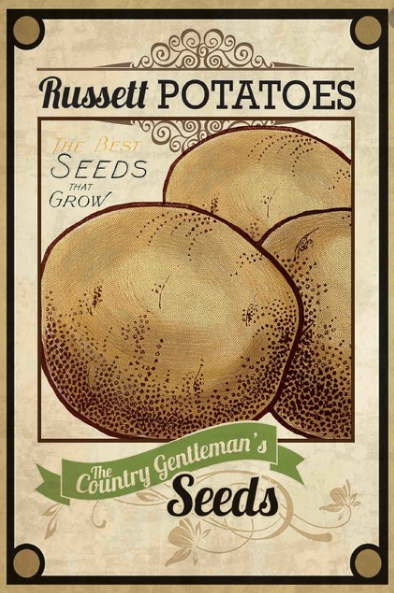 Russett POTATOES
THE BEST
SEEDS
THAT
GROW
The
Country Gentleman's
Seeds